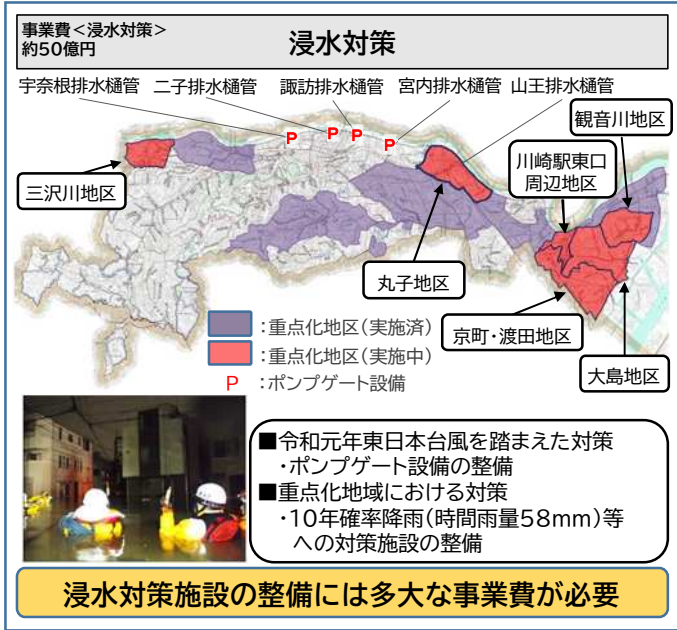 事業費<浸水対策>
約50億円
浸水対策
宇奈根排水樋管
二子排水樋管
諏訪排水樋管
宮内排水樋管
山王排水樋管
P
P
P
P
観音川地区
川崎駅東口
周辺地区
三沢川地区
丸子地区
京町・渡田地区
大島地区
:重点化地区(実施済)
:重点化地区(実施中)
P :ポンプゲート設備
■令和元年東日本台風を踏まえた対策
・ポンプゲート設備の整備
■重点化地域における対策
・10年確率降雨(時間雨量58mm)等
への対策施設の整備
浸水対策施設の整備には多大な事業費が必要